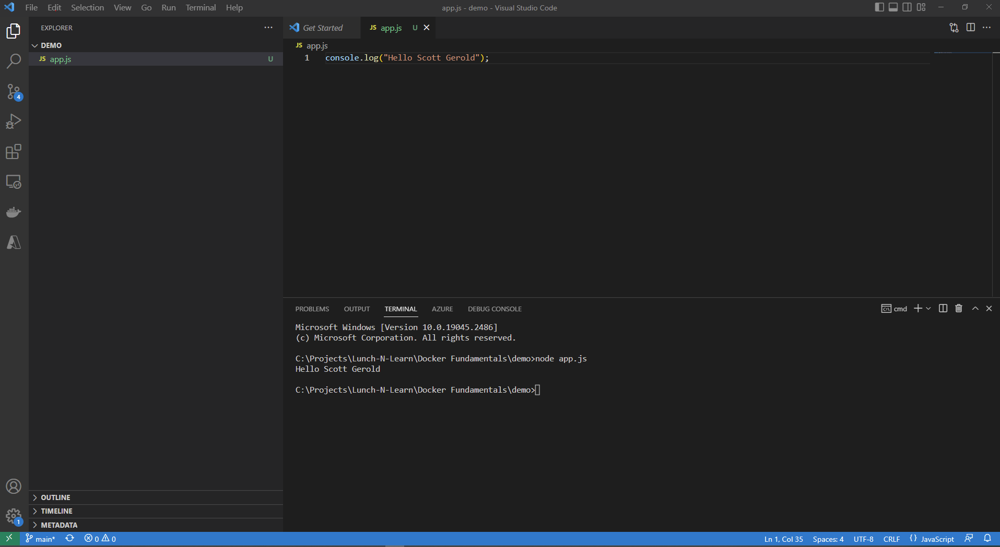 File Edit Selection View Go Run Terminal Help
app.js - demo - Visual Studio Code
EXPLORER
DEMO
JS app.js U
4
1
OUTLINE
TIMELINE
METADATA
Get Started
JS app.js U
JS app.js
1 console.log("Hello Scott Gerold");
PROBLEMS OUTPUT TERMINAL AZURE DEBUG CONSOLE
cmd
Microsoft Windows [Version 10.0.19045.2486]
(c) Microsoft Corporation. All rights reserved.
C:\Projects\Lunch-N-Learn\Docker Fundamentals\demo>node app.js
Hello Scott Gerold
C:\Projects\Lunch-N-Learn\Docker Fundamentals\demo>
main* 0 0
Ln 1, Col 35 Spaces: 4 UTF-8 CRLF {} JavaScript